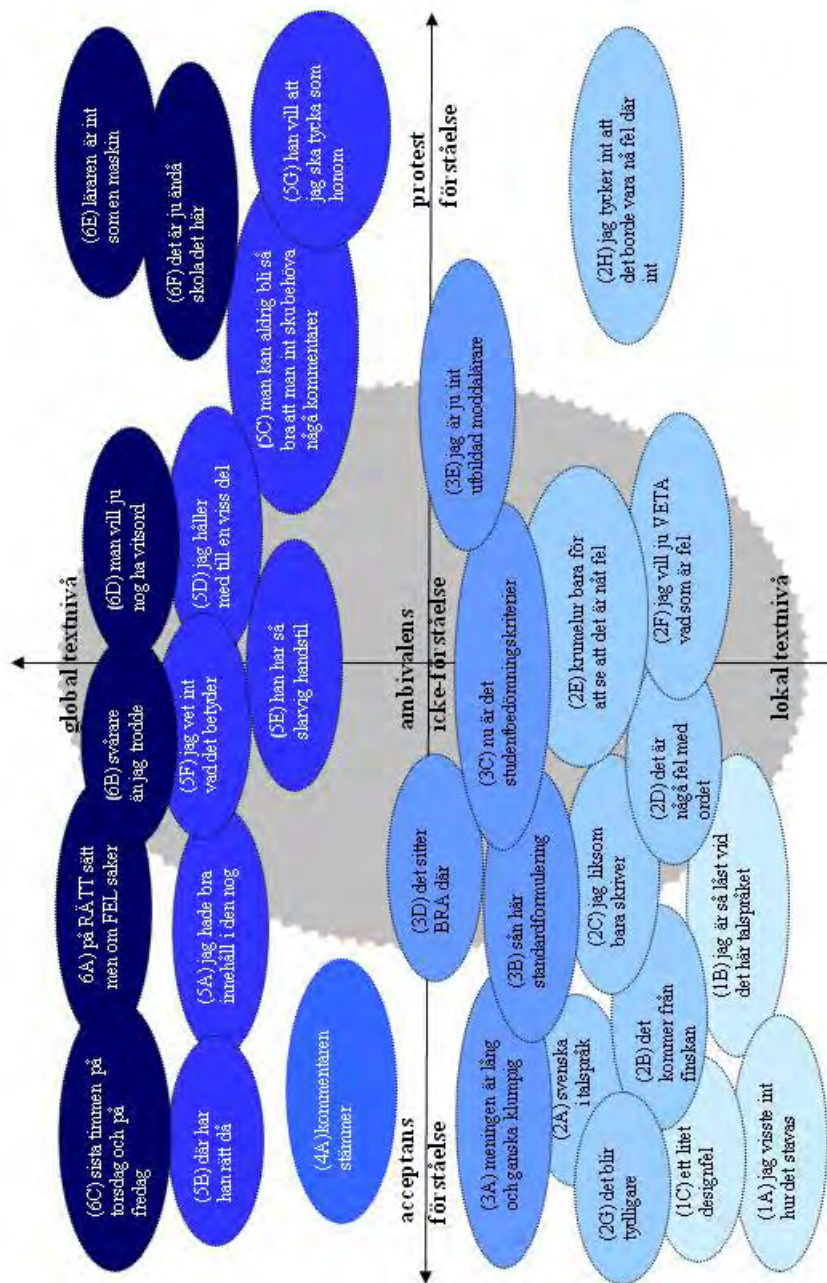 global textnivå
(6C) sista timmen på
torsdag och på
fredag
6A) på RÄTT sätt
men om FEL saker
(6B) svårare
än jag trodde
(6D) man vill ju
nog ha vitsord
(6E) läraren är int
som en maskin
(6F) det är ju ändå
skola det här
(5B) där har
han rätt då
(5A) jag hade bra
innehåll i den nog
(5F) jag vet int
vad det betyder
(5D) jag håller
med till en viss del
(5E) han har så
slarvig handstil
(5C) man kan aldrig bli så
bra att man int sku behöva
någå kommentarer
(5G) han vill att
jag ska tycka som
honom
(4A) kommentaren
stämmer
acceptans
förståelse
ambivalens
icke-förståelse
protest
förståelse
(3D) det sitter
BRA där
(3A) meningen är lång
och ganska klumpig
(3B) sån här
standardformulering
(3C) nu är det
studentbedömningskriterier
(3E) jag är ju int
utbildad moddalärare
(2A) svenska
i talspråk
(2G) det blir
tydligare
(2B) det
kommer från
finskan
(2C) jag liksom
bara skriver
(2E) krumelur bara för
att se att det är nåt fel
(2D) det är
någå fel med
ordet
(2F) jag vill ju VETA
vad som är fel
(2H) jag tycker int att
det borde vara nå fel där
int
(1C) ett litet
designfel
(1B) jag är så låst vid
det här talspråket
(1A) jag visste int
hur det stavas
lokal textnivå